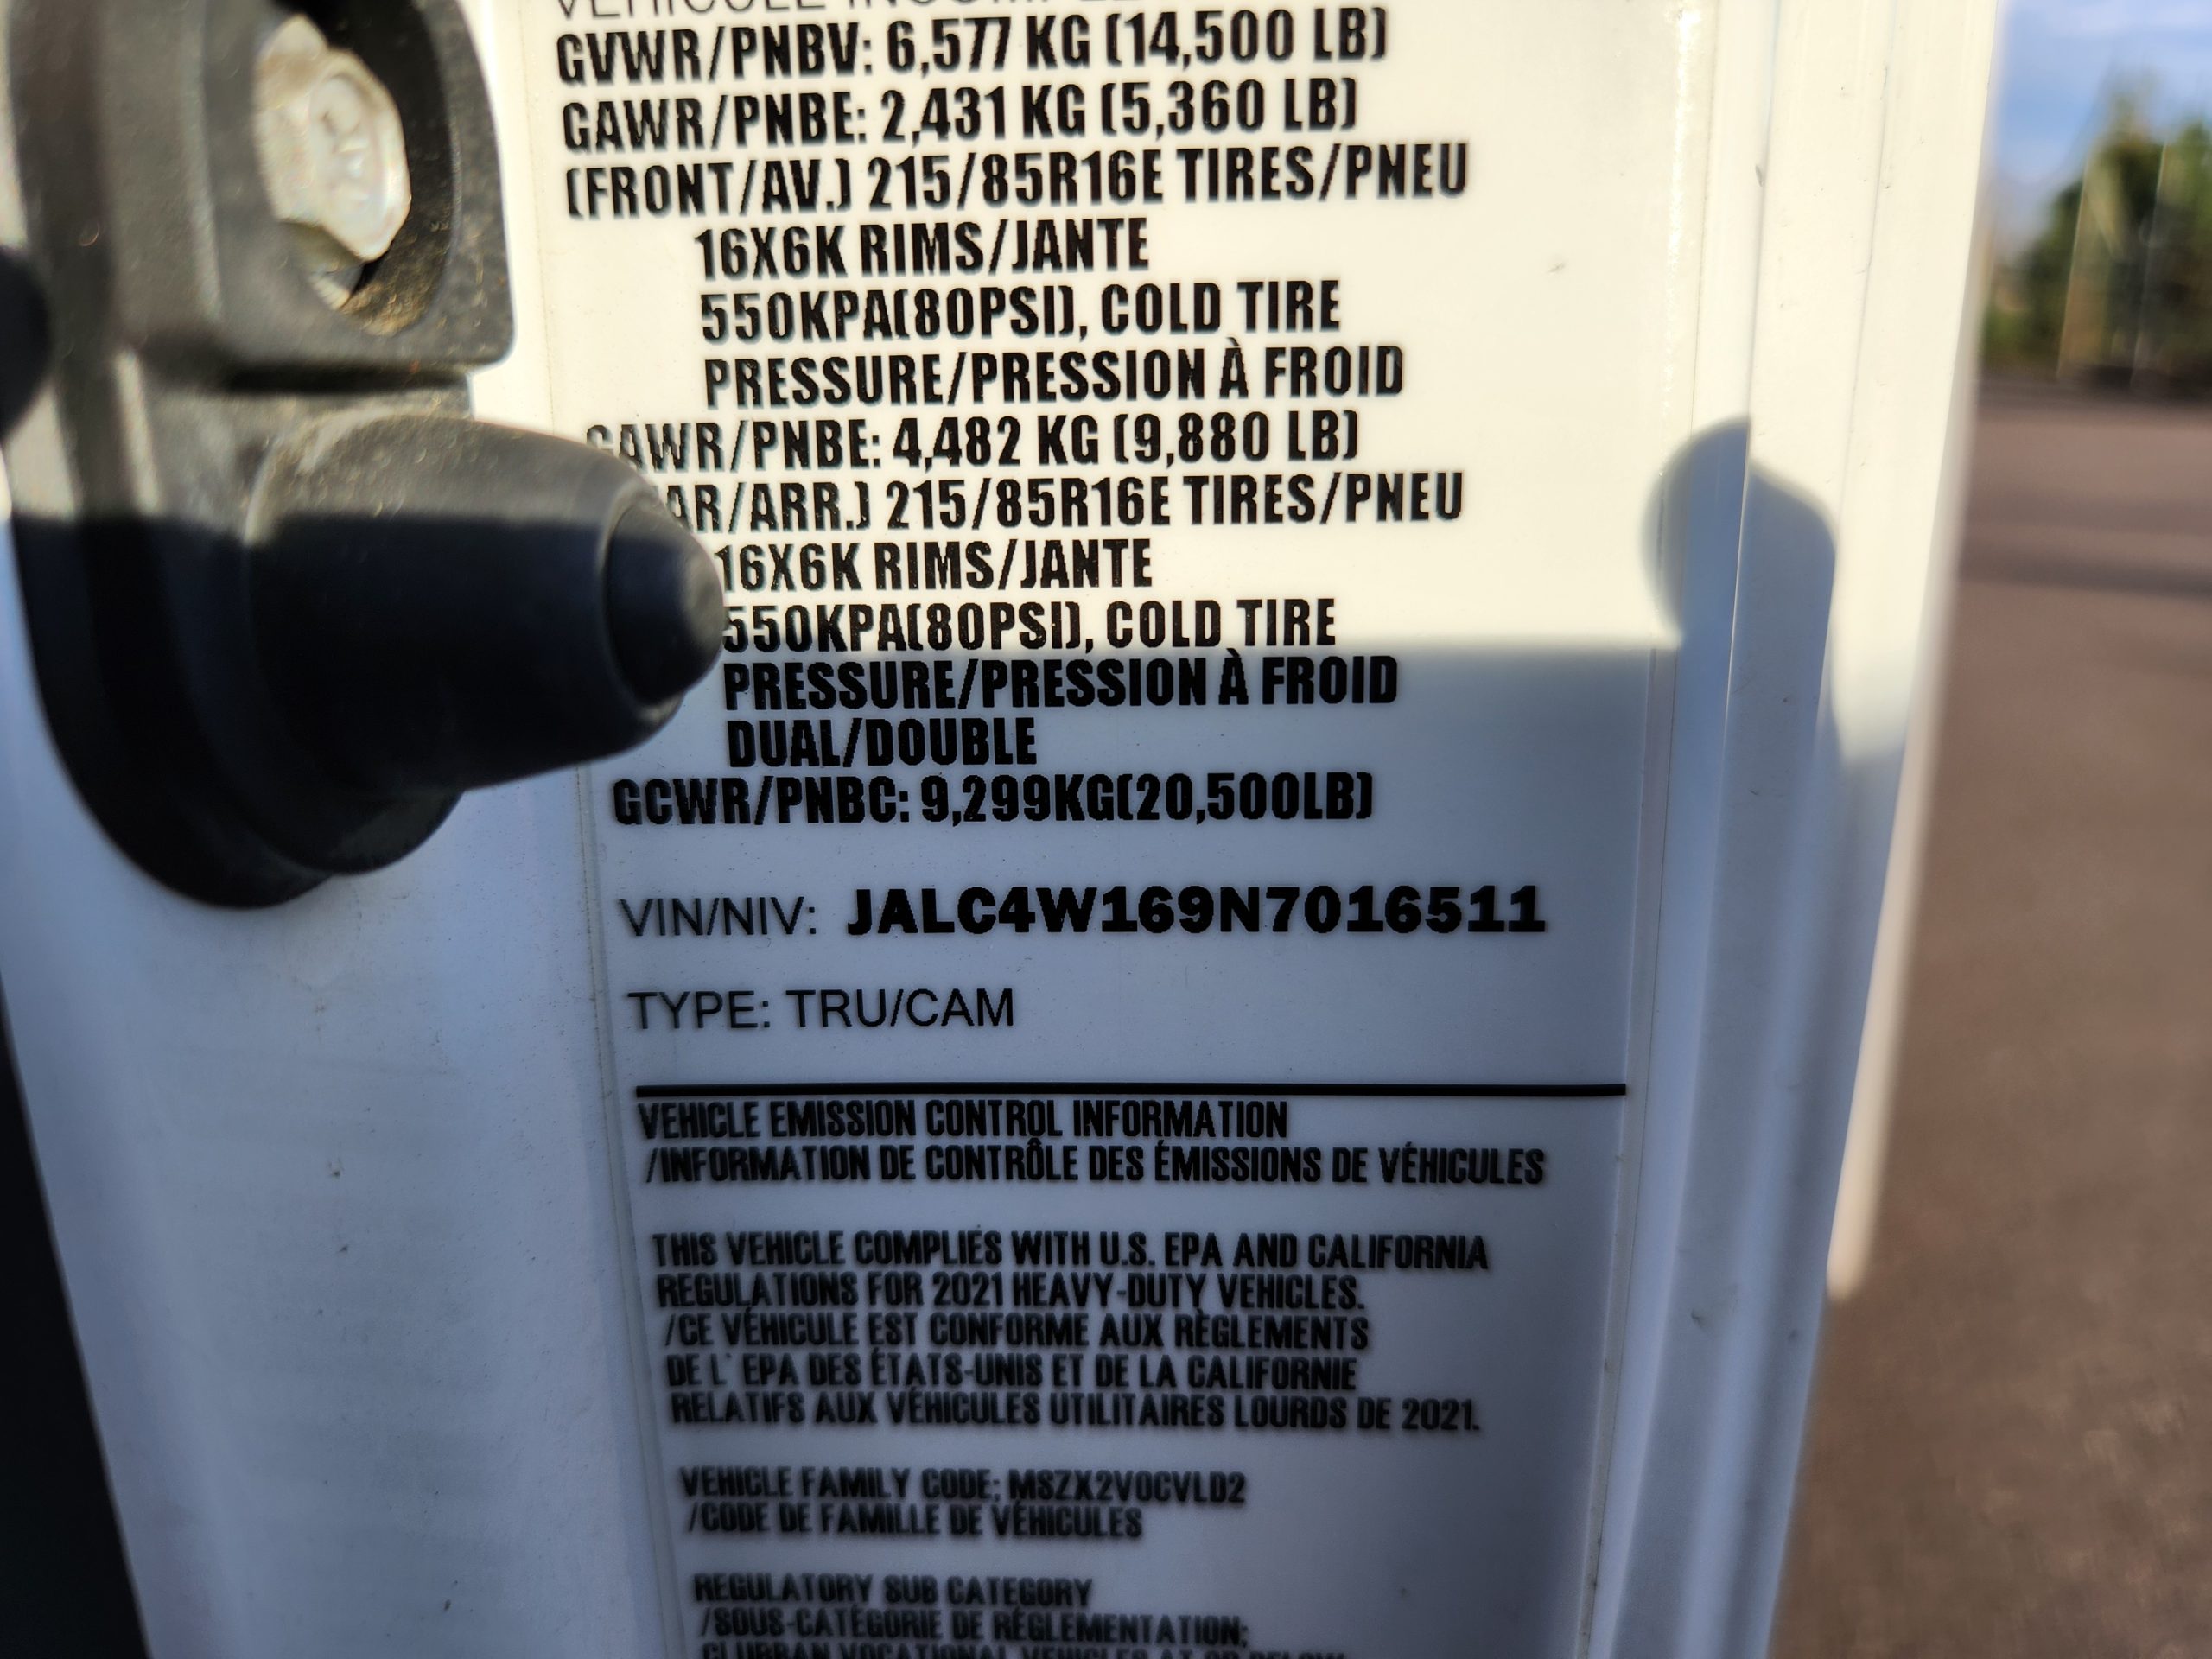 GVWR/PNBV: 6,577 KG (14,500 LB)
GAWR/PNBE: 2,431 KG (5,360 LB)
(FRONT/AV.) 215/85R16E TIRES/PNEU
16X6K RIMS/JANTE
550KPA(80PSI), COLD TIRE
PRESSURE/PRESSION À FROID
GAWR/PNBE: 4,482 KG (9,880 LB)
215/85R16E TIRES/PNEU
16X6K RIMS/JANTE
550KPA(80PSI), COLD TIRE
PRESSURE/PRESSION À FROID
DUAL/DOUBLE
GCWR/PNBC: 9,299KG(20,500LB)
VIN/NIV: JALC4W169N7016511
TYPE: TRU/CAM
VEHICLE EMISSION CONTROL INFORMATION
/INFORMATION DE CONTRÔLE DES ÉMISSIONS DE VÉHICULES
THIS VEHICLE COMPLIES WITH U.S. EPA AND CALIFORNIA
REGULATIONS FOR 2021 HEAVY-DUTY VEHICLES.
/CE VÉHICULE EST CONFORME AUX RÈGLEMENTS
DE L' EPA DES ÉTATS-UNIS ET DE LA CALIFORNIE
RELATIFS AUX VÉHICULES UTILITAIRES LOURDS DE 2021.
VEHICLE FAMILY CODE; MSZX2VOCVLD2
/CODE DE FAMILLE DE VÉHICULES
REGULATORY SUB CATEGORY
/SOUS-CATÉGORIE DE RÉGLEMENTATION;